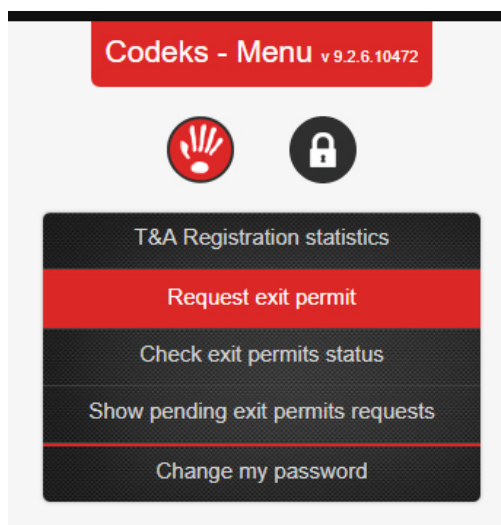 Codeks - Menu v 9.2.6.10472
T&A Registration statistics
Request exit permit
Check exit permits status
Show pending exit permits requests
Change my password